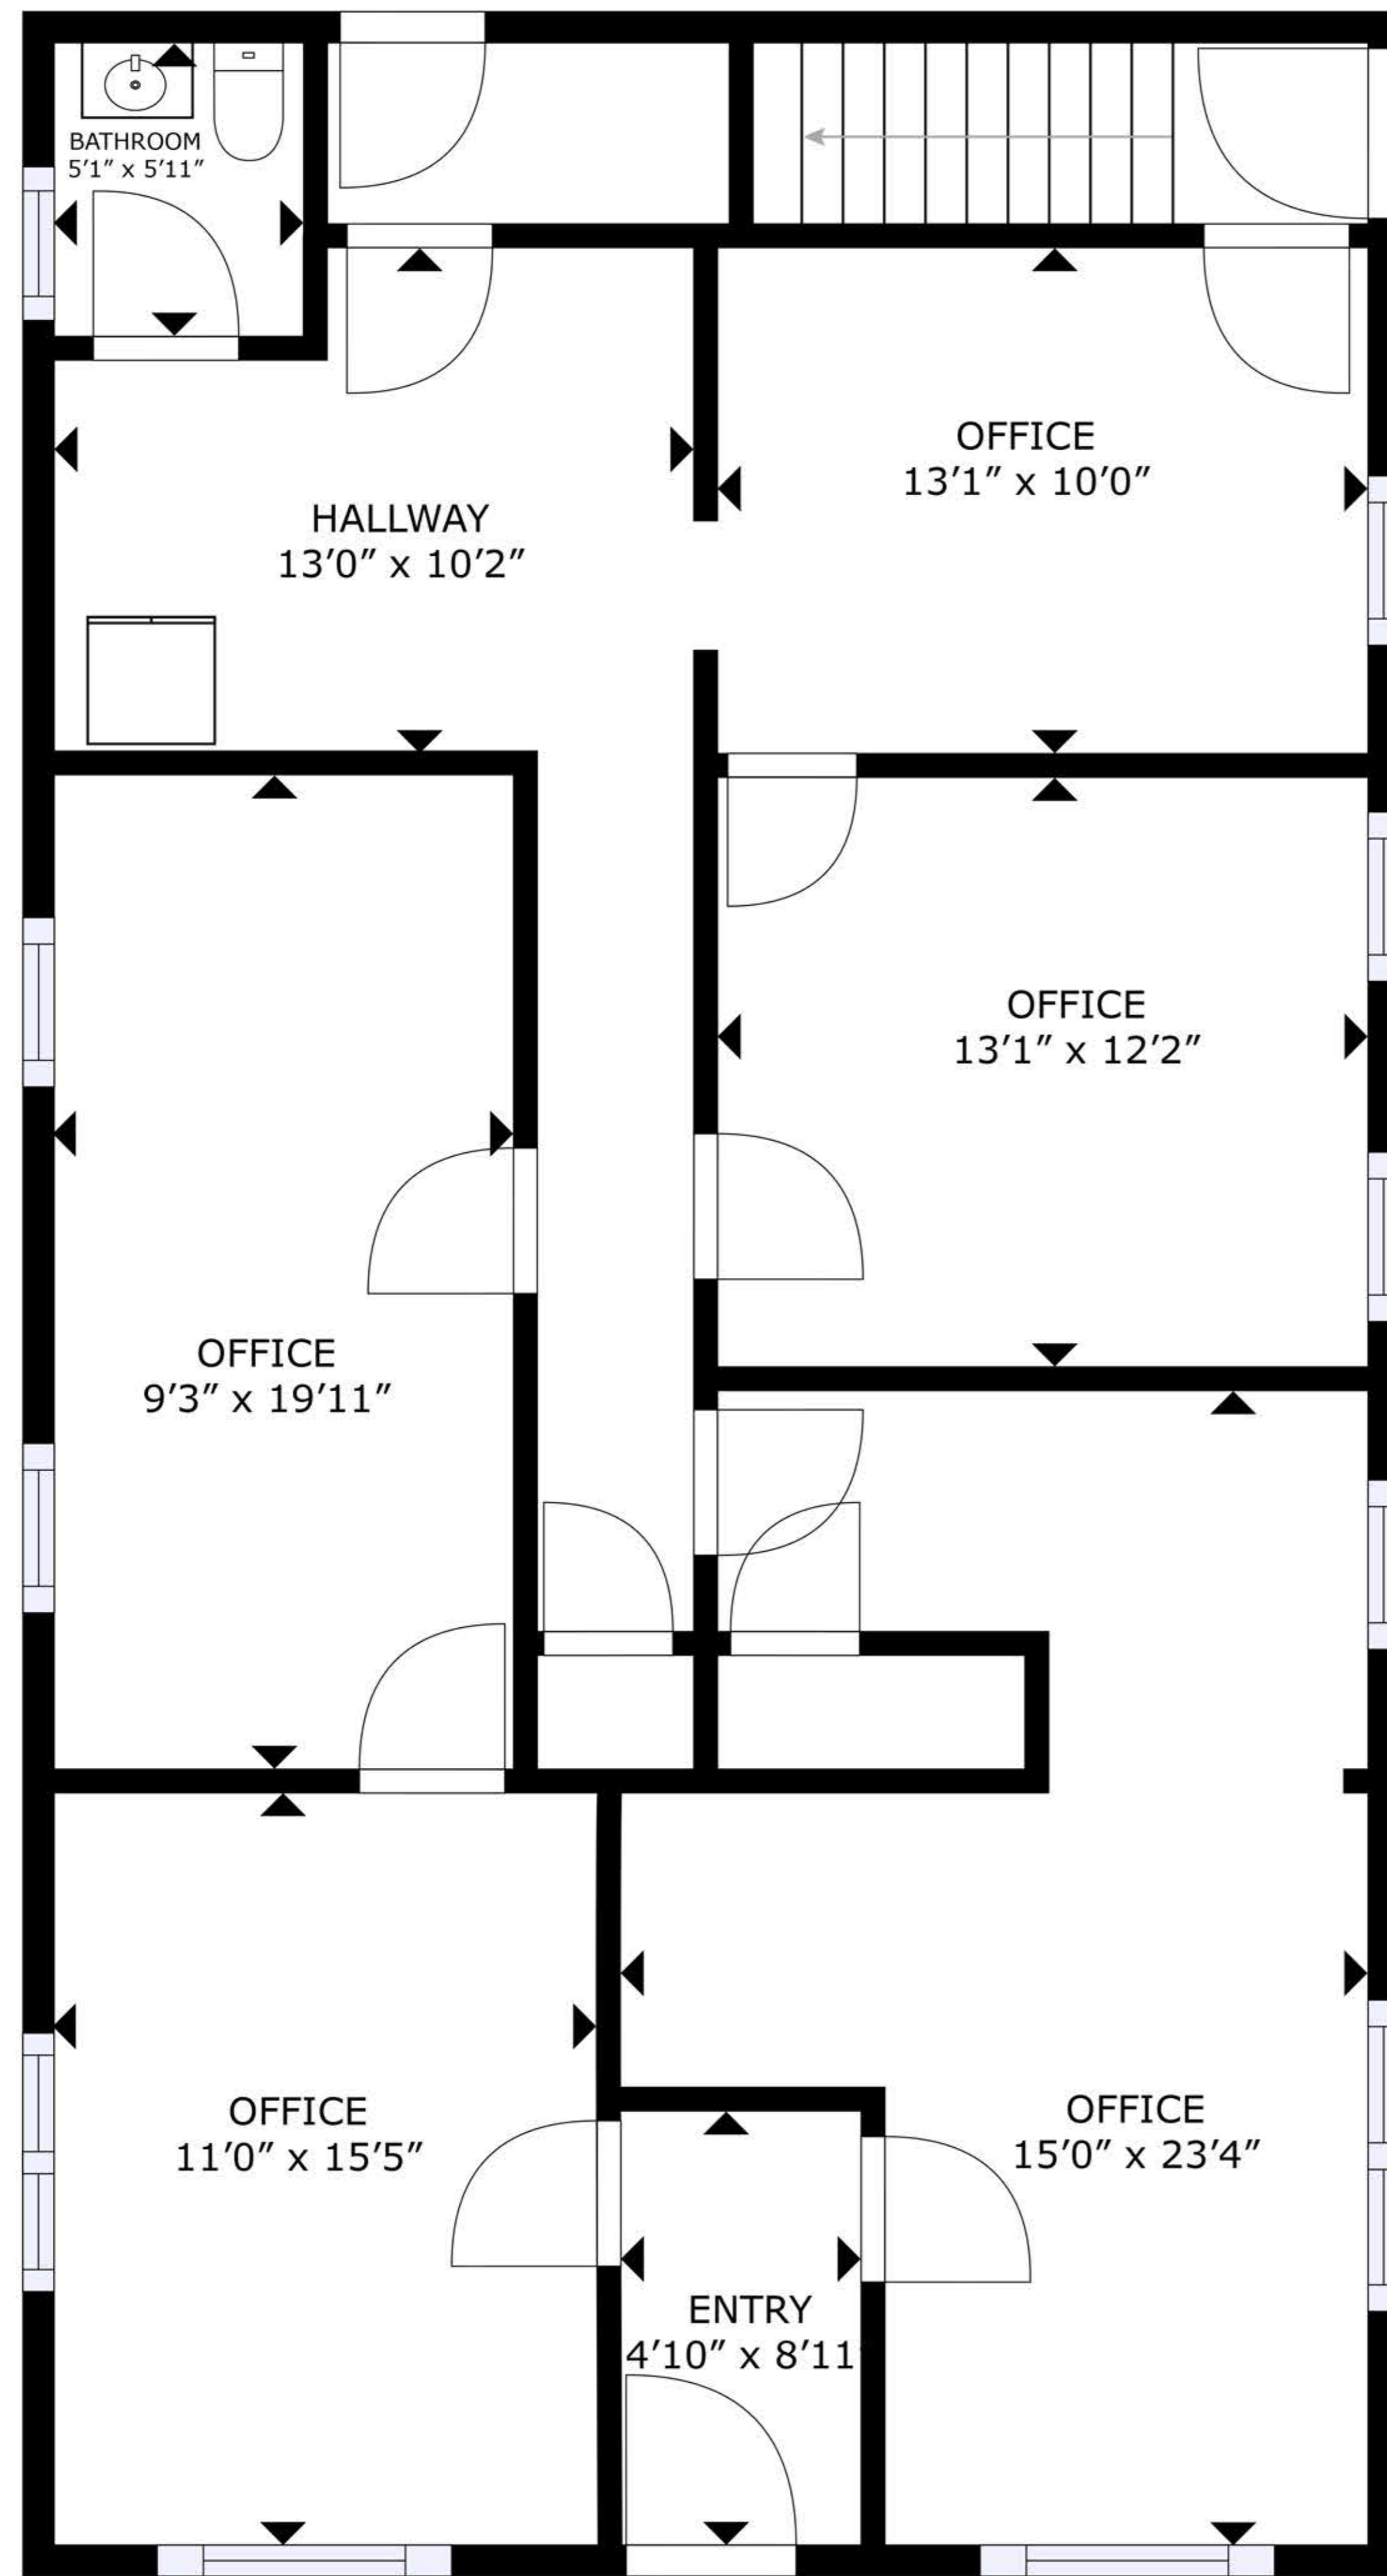 BATHROOM
5′1″ x 5′11″
OFFICE
13′1″ x 10′0″
HALLWAY
13′0″ x 10′2″
OFFICE
13′1″ x 12′2″
OFFICE
9′3″ x 19′11″
OFFICE
11′0″ x 15′5″
OFFICE
15′0″ x 23′4″
ENTRY
4′10″ x 8′11″